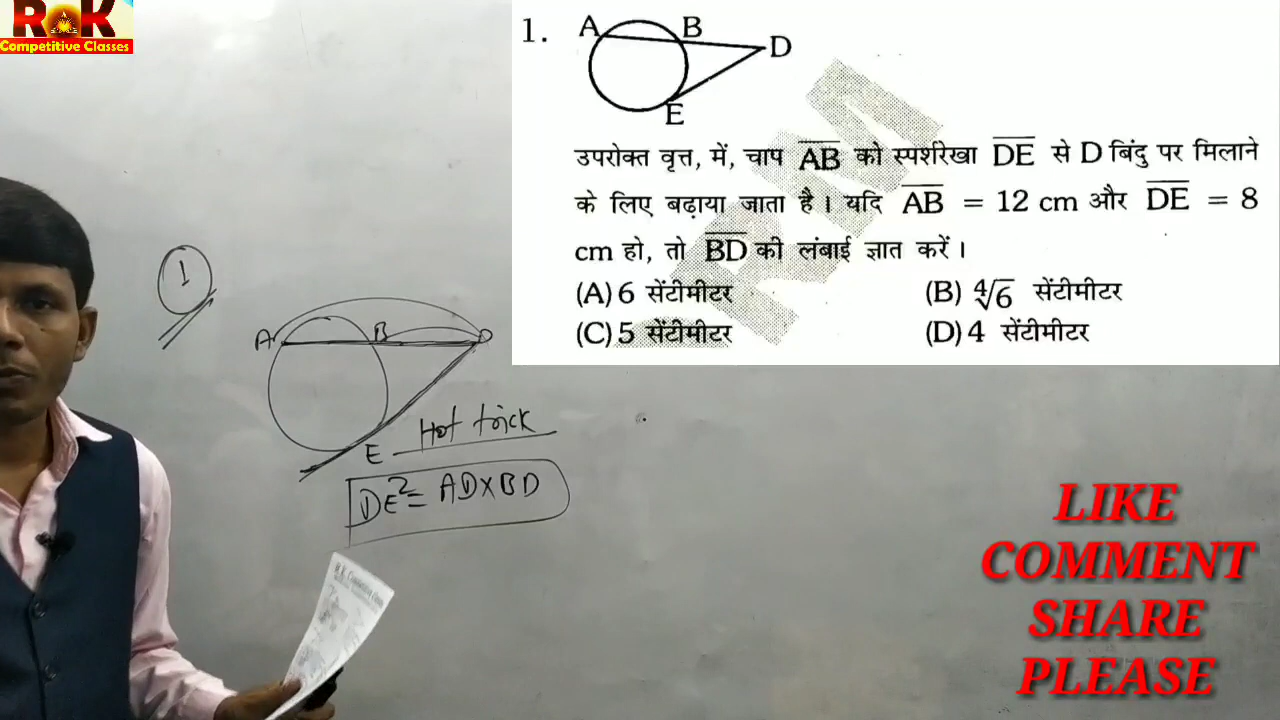 R K
Competitive Classes
1. A B D E
उपरोक्त वृत्त, में, चाप AB को स्पर्शरेखा DE से D बिंदु पर मिलाने
के लिए बढ़ाया जाता है। यदि AB = 12 cm और DE = 8
cm हो, तो BD की लंबाई ज्ञात करें।
(A) 6 सेंटीमीटर (B) ∜6 सेंटीमीटर
(C) 5 सेंटीमीटर (D) 4 सेंटीमीटर
1
A B D
E
Hot trick
DE² = AD×BD
LIKE
COMMENT
SHARE
PLEASE